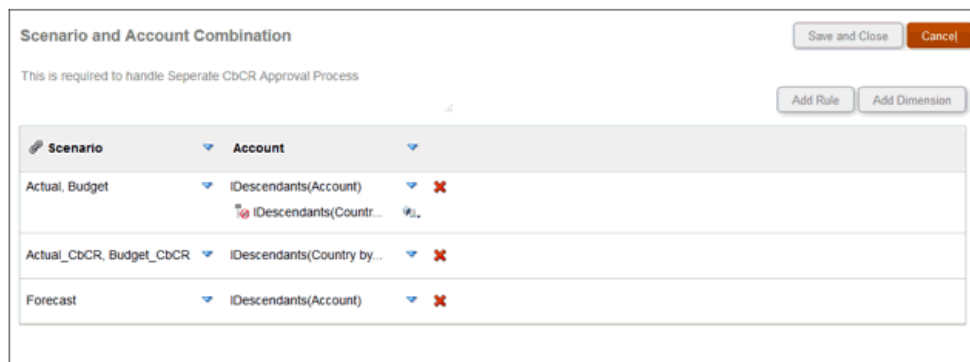 Scenario and Account Combination
Save and Close
Cancel
This is required to handle Seperate CbCR Approval Process
Add Rule
Add Dimension
Scenario Account
Actual, Budget IDescendants(Account)
IDescendants(Countr...
Actual_CbCR, Budget_CbCR IDescendants(Country by...
Forecast IDescendants(Account)